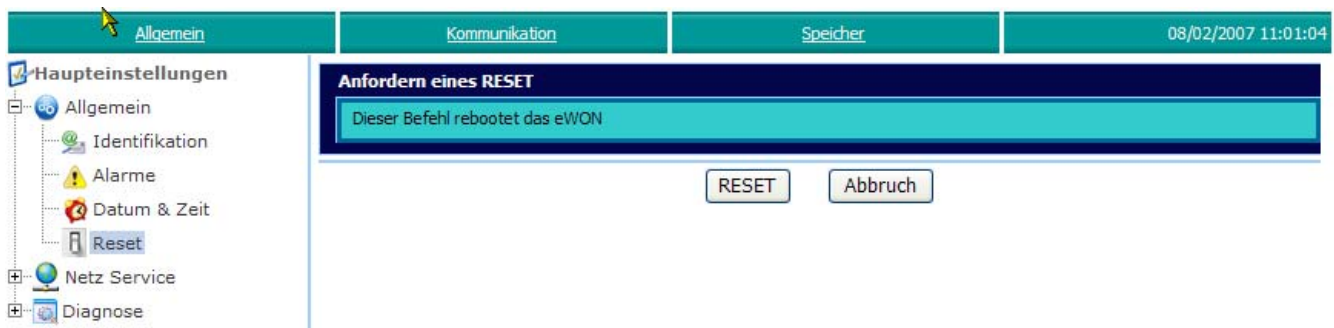 Allgemein Kommunikation Speicher 08/02/2007 11:01:04
Haupteinstellungen
Allgemein
Identifikation
Alarme
Datum & Zeit
Reset
Netz Service
Diagnose
Anfordern eines RESET
Dieser Befehl rebootet das eWON
RESET Abbruch